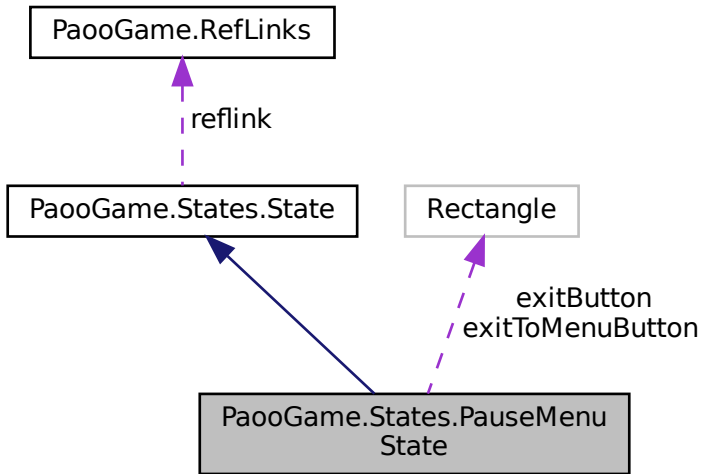 PaooGame.RefLinks
reflink
PaooGame.States.State
Rectangle
exitButton
exitToMenuButton
PaooGame.States.PauseMenu
State